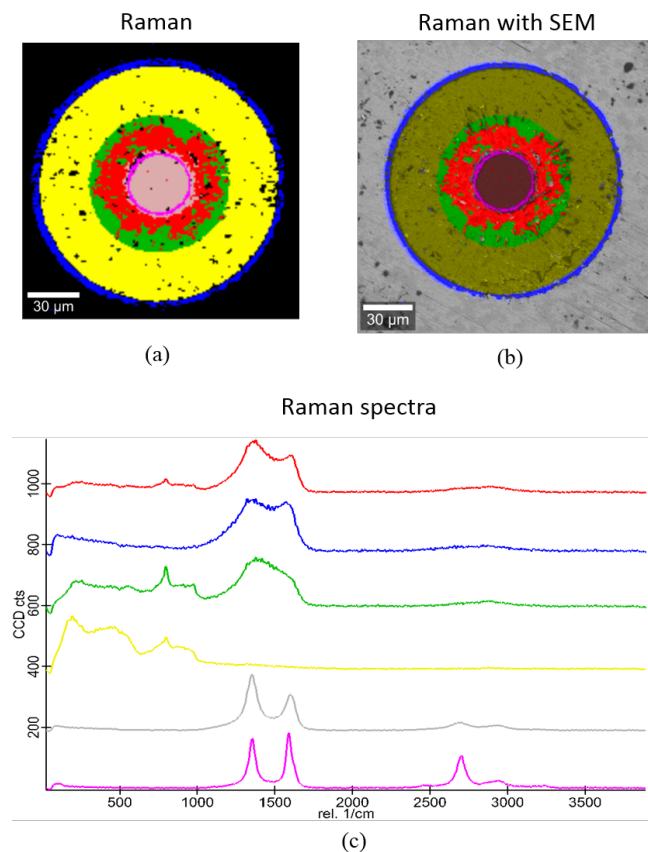 Raman
Raman with SEM
30 µm
30 µm
(a)
(b)
Raman spectra
CCD cts
1000
800
600
400
200
500
1000
1500
2000
2500
3000
3500
rel. 1/cm
(c)